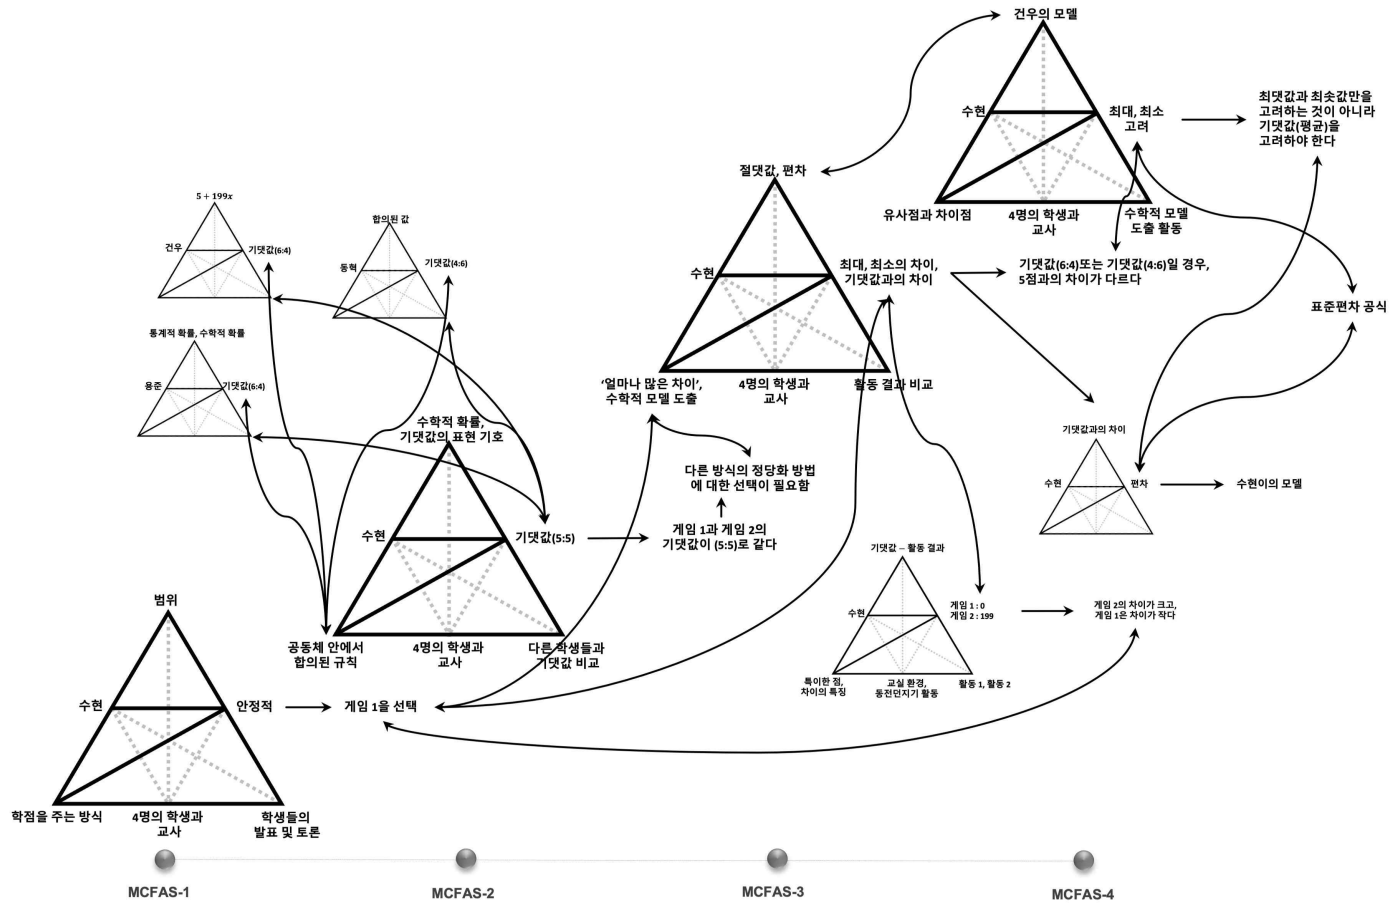 건우의 모델
수현
최대, 최소
고려
최댓값과 최솟값만을
고려하는 것이 아니라
기댓값(평균)을
고려하야 한다
유사점과 차이점
4명의 학생과
교사
수학적 모델
도출 활동
절댓값, 편차
수현
최대, 최소의 차이,
기댓값과의 차이
기댓값(6:4)또는 기댓값(4:6)일 경우,
5점과의 차이가 다르다
표준편차 공식
‘얼마나 많은 차이’,
수학적 모델 도출
4명의 학생과
교사
활동 결과 비교
5 + 199x
건우
기댓값(6:4)
합의된 값
동혁
기댓값(4:6)
통계적 확률, 수학적 확률
용준
기댓값(6:4)
수학적 확률,
기댓값의 표현 기호
수현
기댓값(5:5)
공동체 안에서
합의된 규칙
4명의 학생과
교사
다른 학생들과
기댓값 비교
다른 방식의 정당화 방법
에 대한 선택이 필요함
게임 1과 게임 2의
기댓값이 (5:5)로 같다
기댓값과의 차이
수현
편차
수현이의 모델
기댓값 – 활동 결과
수현
게임 1 : 0
게임 2 : 199
게임 2의 차이가 크고,
게임 1은 차이가 작다
특이한 점,
차이의 특징
교실 환경,
동전던지기 활동
활동 1, 활동 2
범위
수현
안정적
게임 1을 선택
학점을 주는 방식
4명의 학생과
교사
학생들의
발표 및 토론
MCFAS-1
MCFAS-2
MCFAS-3
MCFAS-4